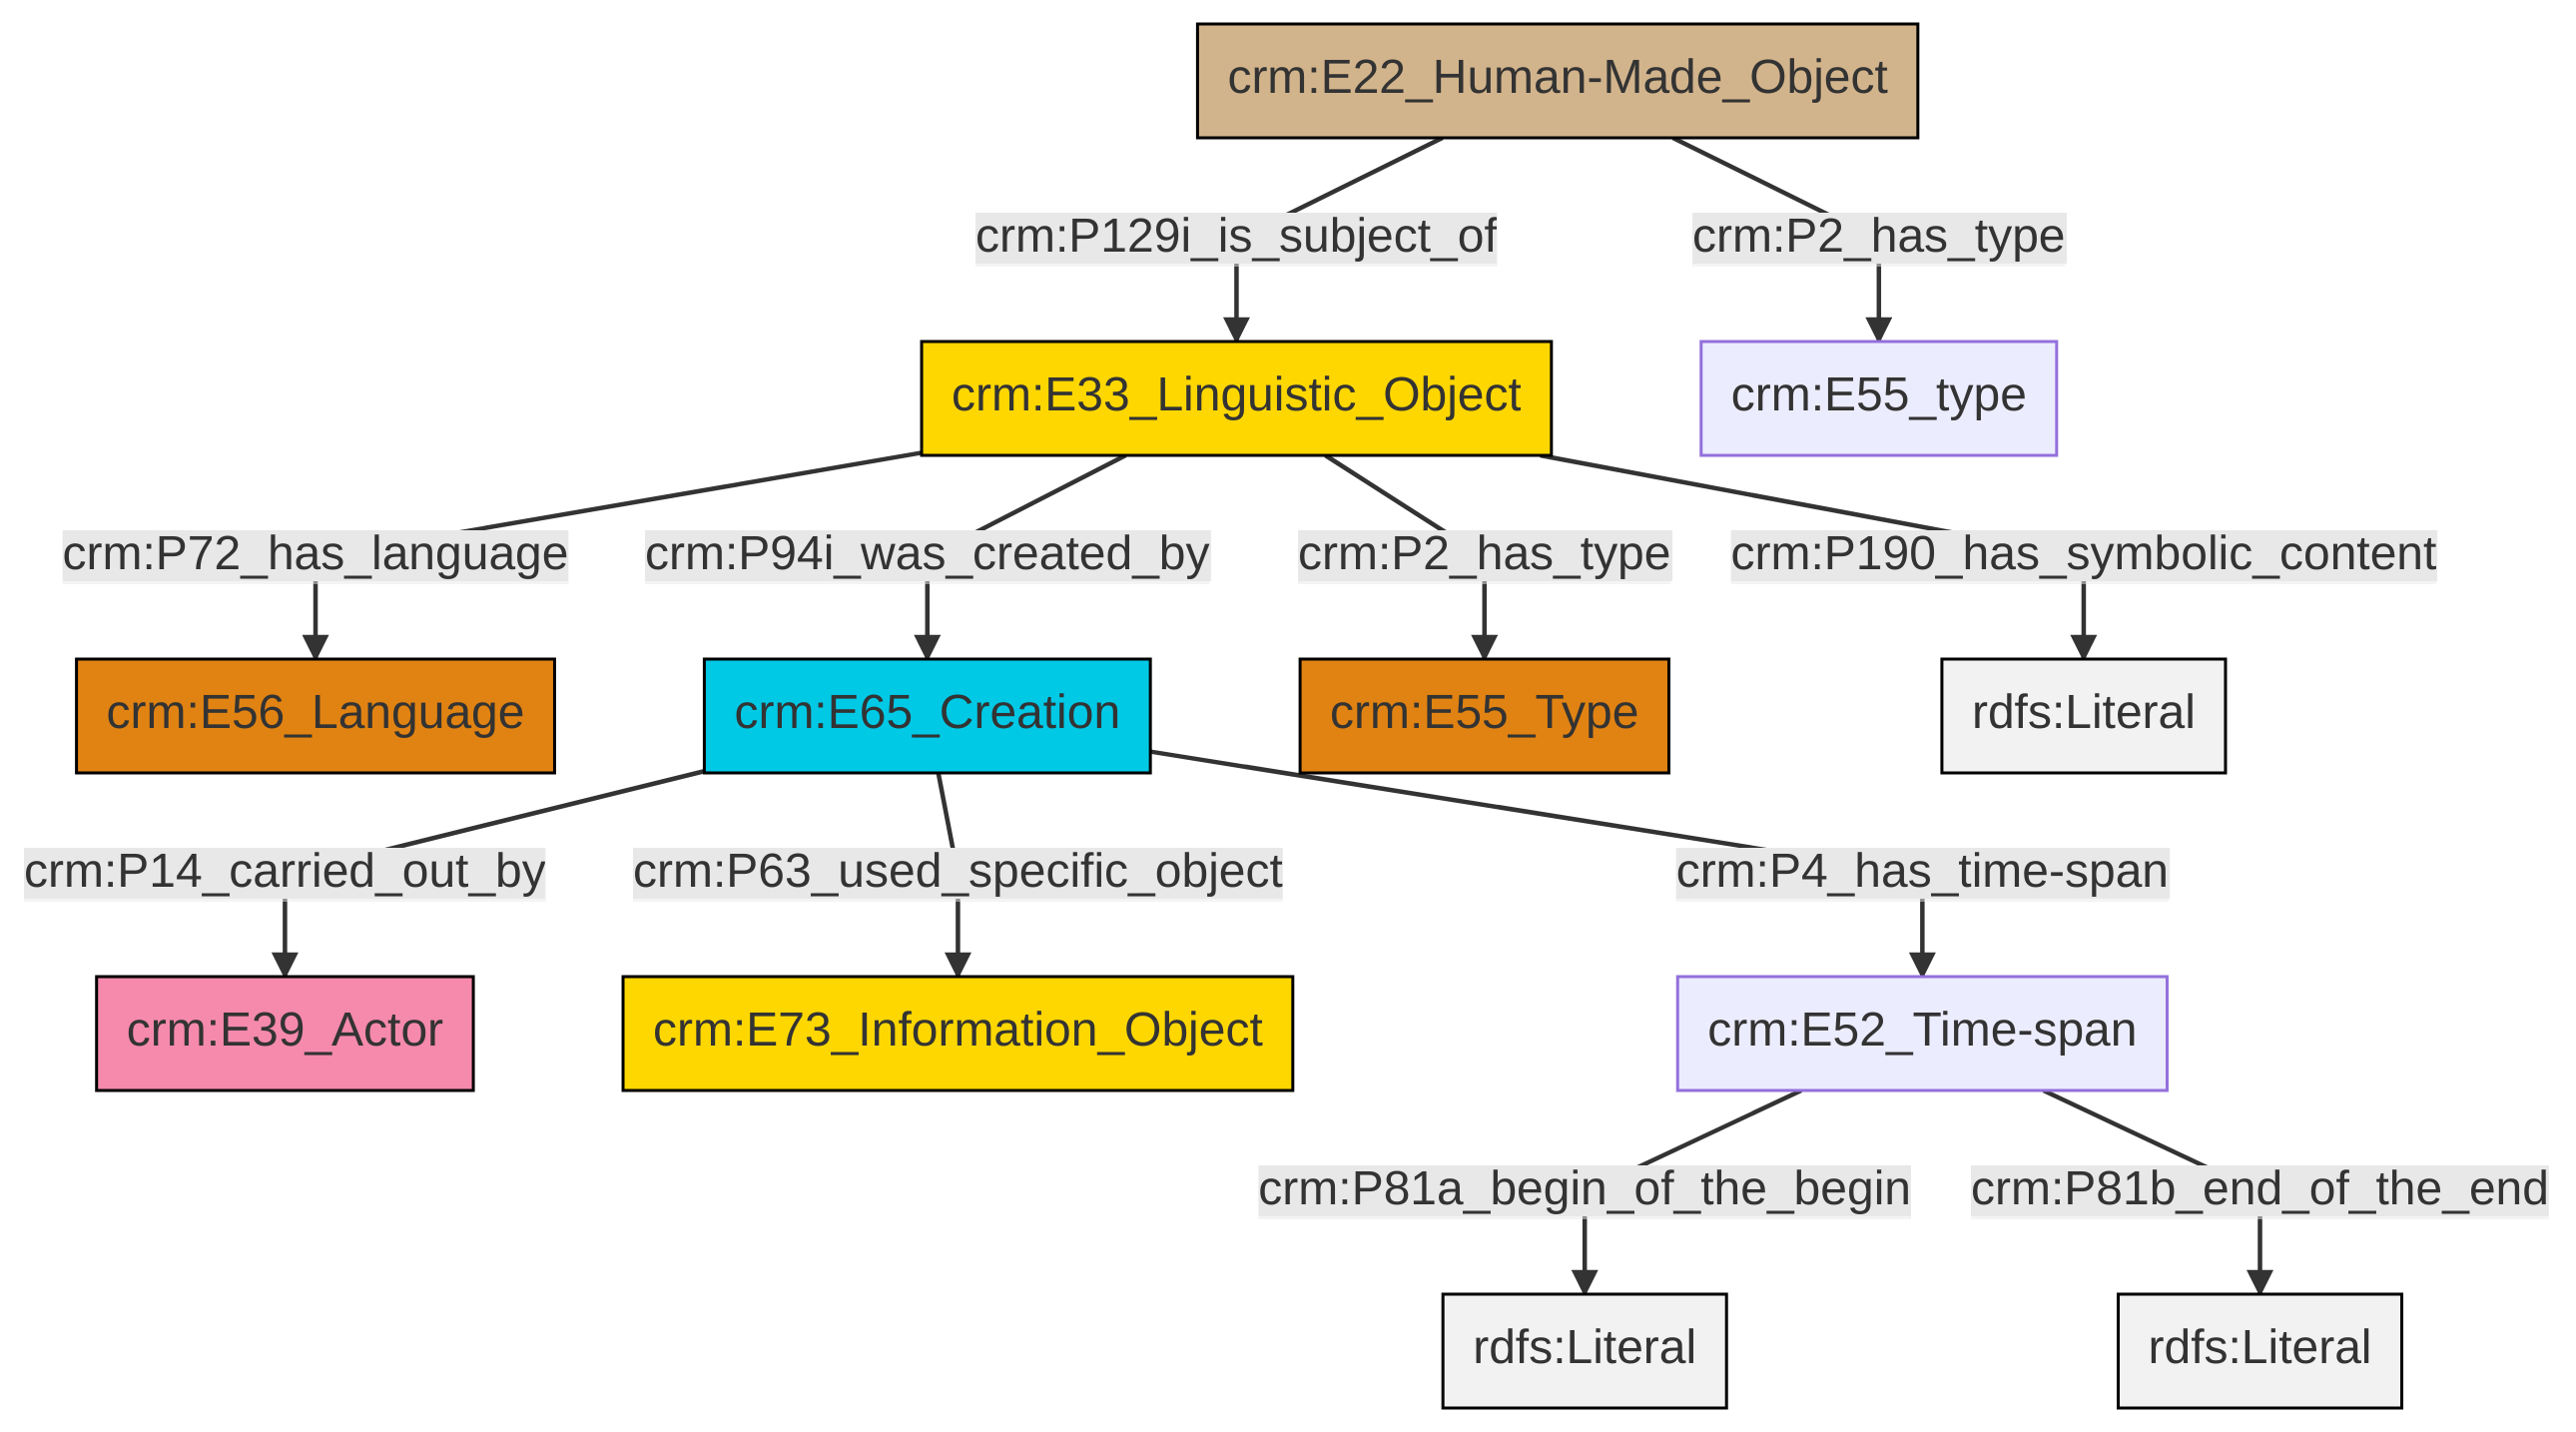 crm:E22_Human-Made_Object
crm:P129i_is_subject_of
crm:P2_has_type
crm:E33_Linguistic_Object
crm:E55_type
crm:P72_has_language
crm:P94i_was_created_by
crm:P2_has_type
crm:P190_has_symbolic_content
crm:E56_Language
crm:E65_Creation
crm:E55_Type
rdfs:Literal
crm:P14_carried_out_by
crm:P63_used_specific_object
crm:P4_has_time-span
crm:E39_Actor
crm:E73_Information_Object
crm:E52_Time-span
crm:P81a_begin_of_the_begin
crm:P81b_end_of_the_end
rdfs:Literal
rdfs:Literal